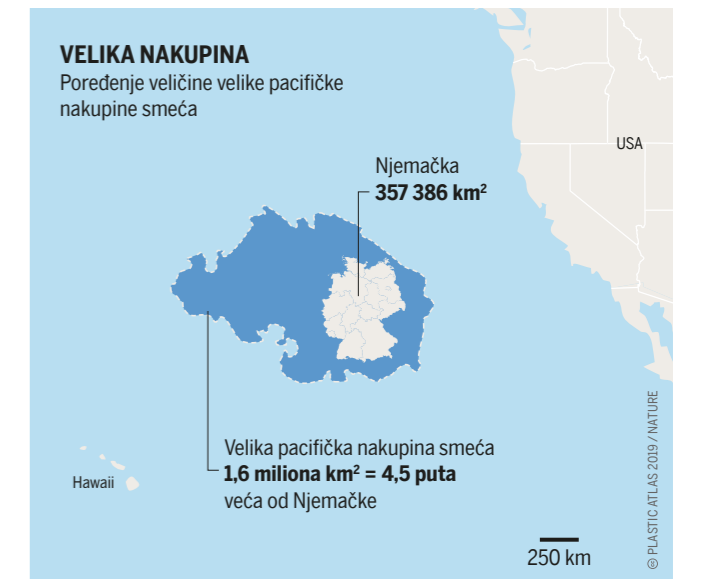 VELIKA NAKUPINA
Poređenje veličine velike pacifičke
nakupine smeća
USA
Njemačka
357 386 km²
Velika pacifička nakupina smeća
1,6 miliona km² = 4,5 puta
veća od Njemačke
Hawaii
250 km
PLASTIC ATLAS 2019 / NATURE